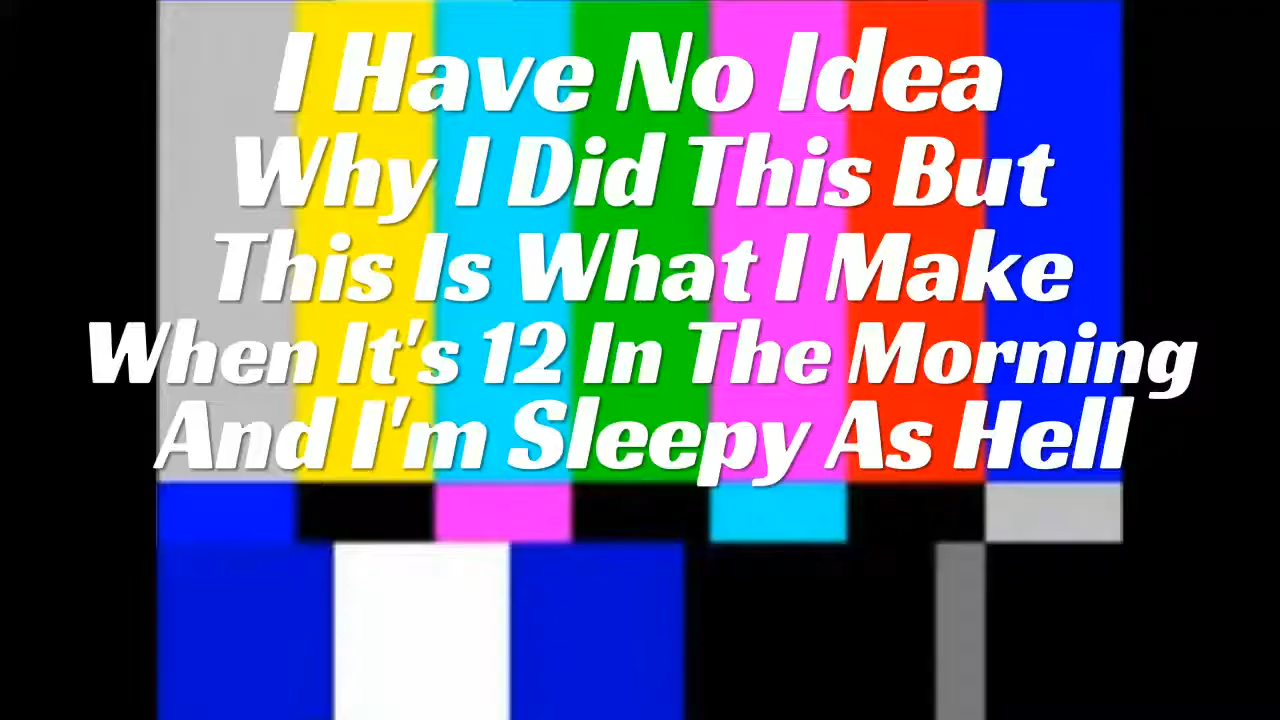 I Have No Idea
Why I Did This But
This Is What I Make
When It's 12 In The Morning
And I'm Sleepy As Hell